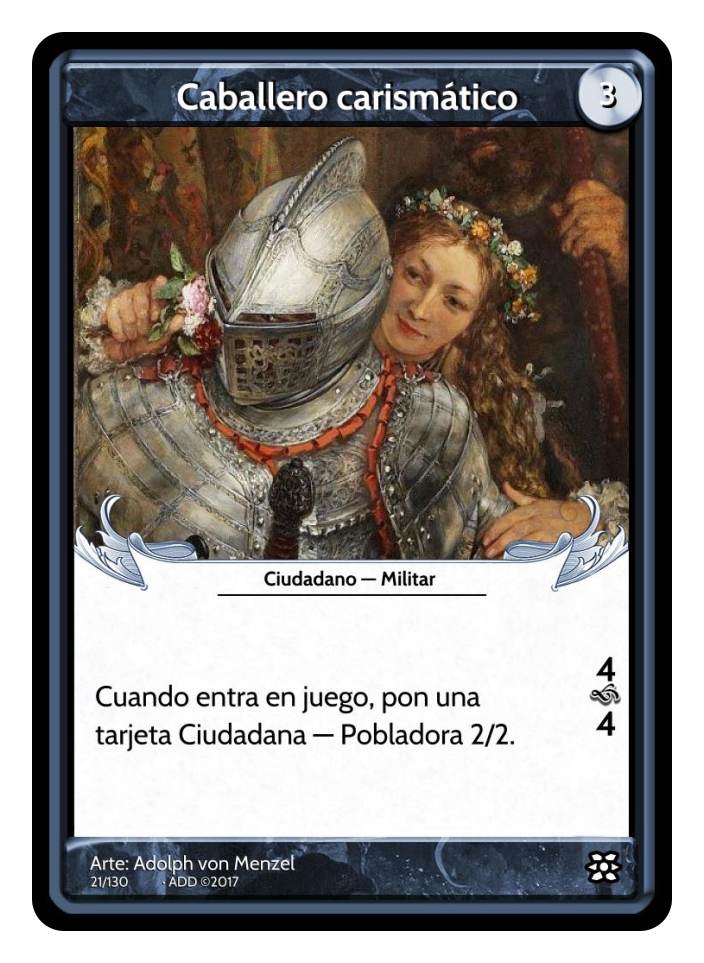 Caballero carismático
3
Ciudadano — Militar
Cuando entra en juego, pon una
tarjeta Ciudadana — Pobladora 2/2.
4
4
Arte: Adolph von Menzel
21/130 · ADD ©2017